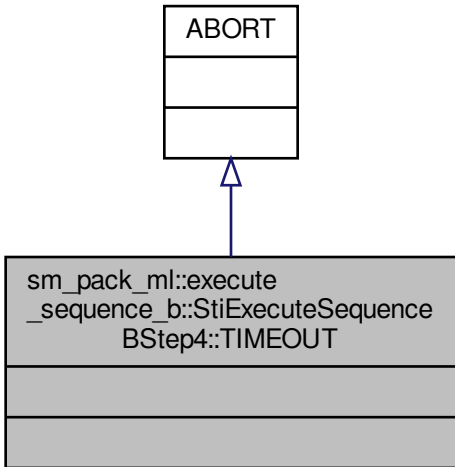 ABORT
sm_pack_ml::execute
_sequence_b::StiExecuteSequence
BStep4::TIMEOUT